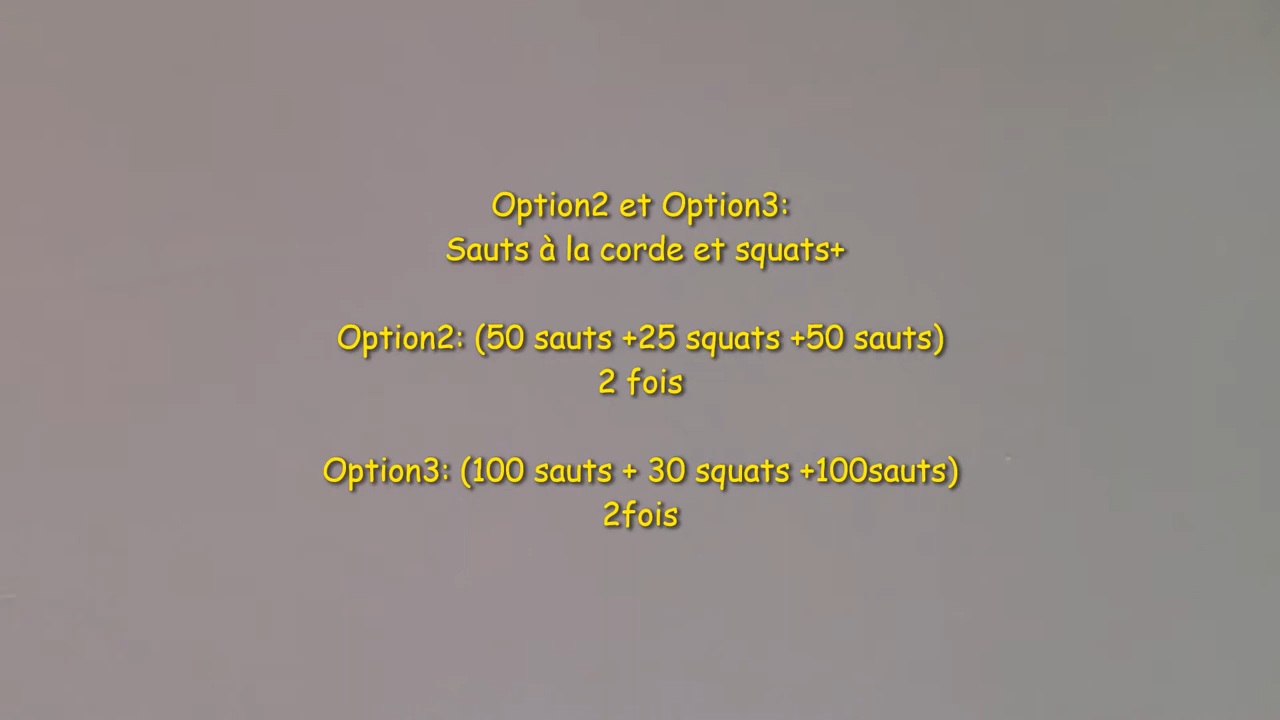 Option2 et Option3:
Sauts à la corde et squats+
Option2: (50 sauts +25 squats +50 sauts)
2 fois
Option3: (100 sauts + 30 squats +100sauts)
2fois